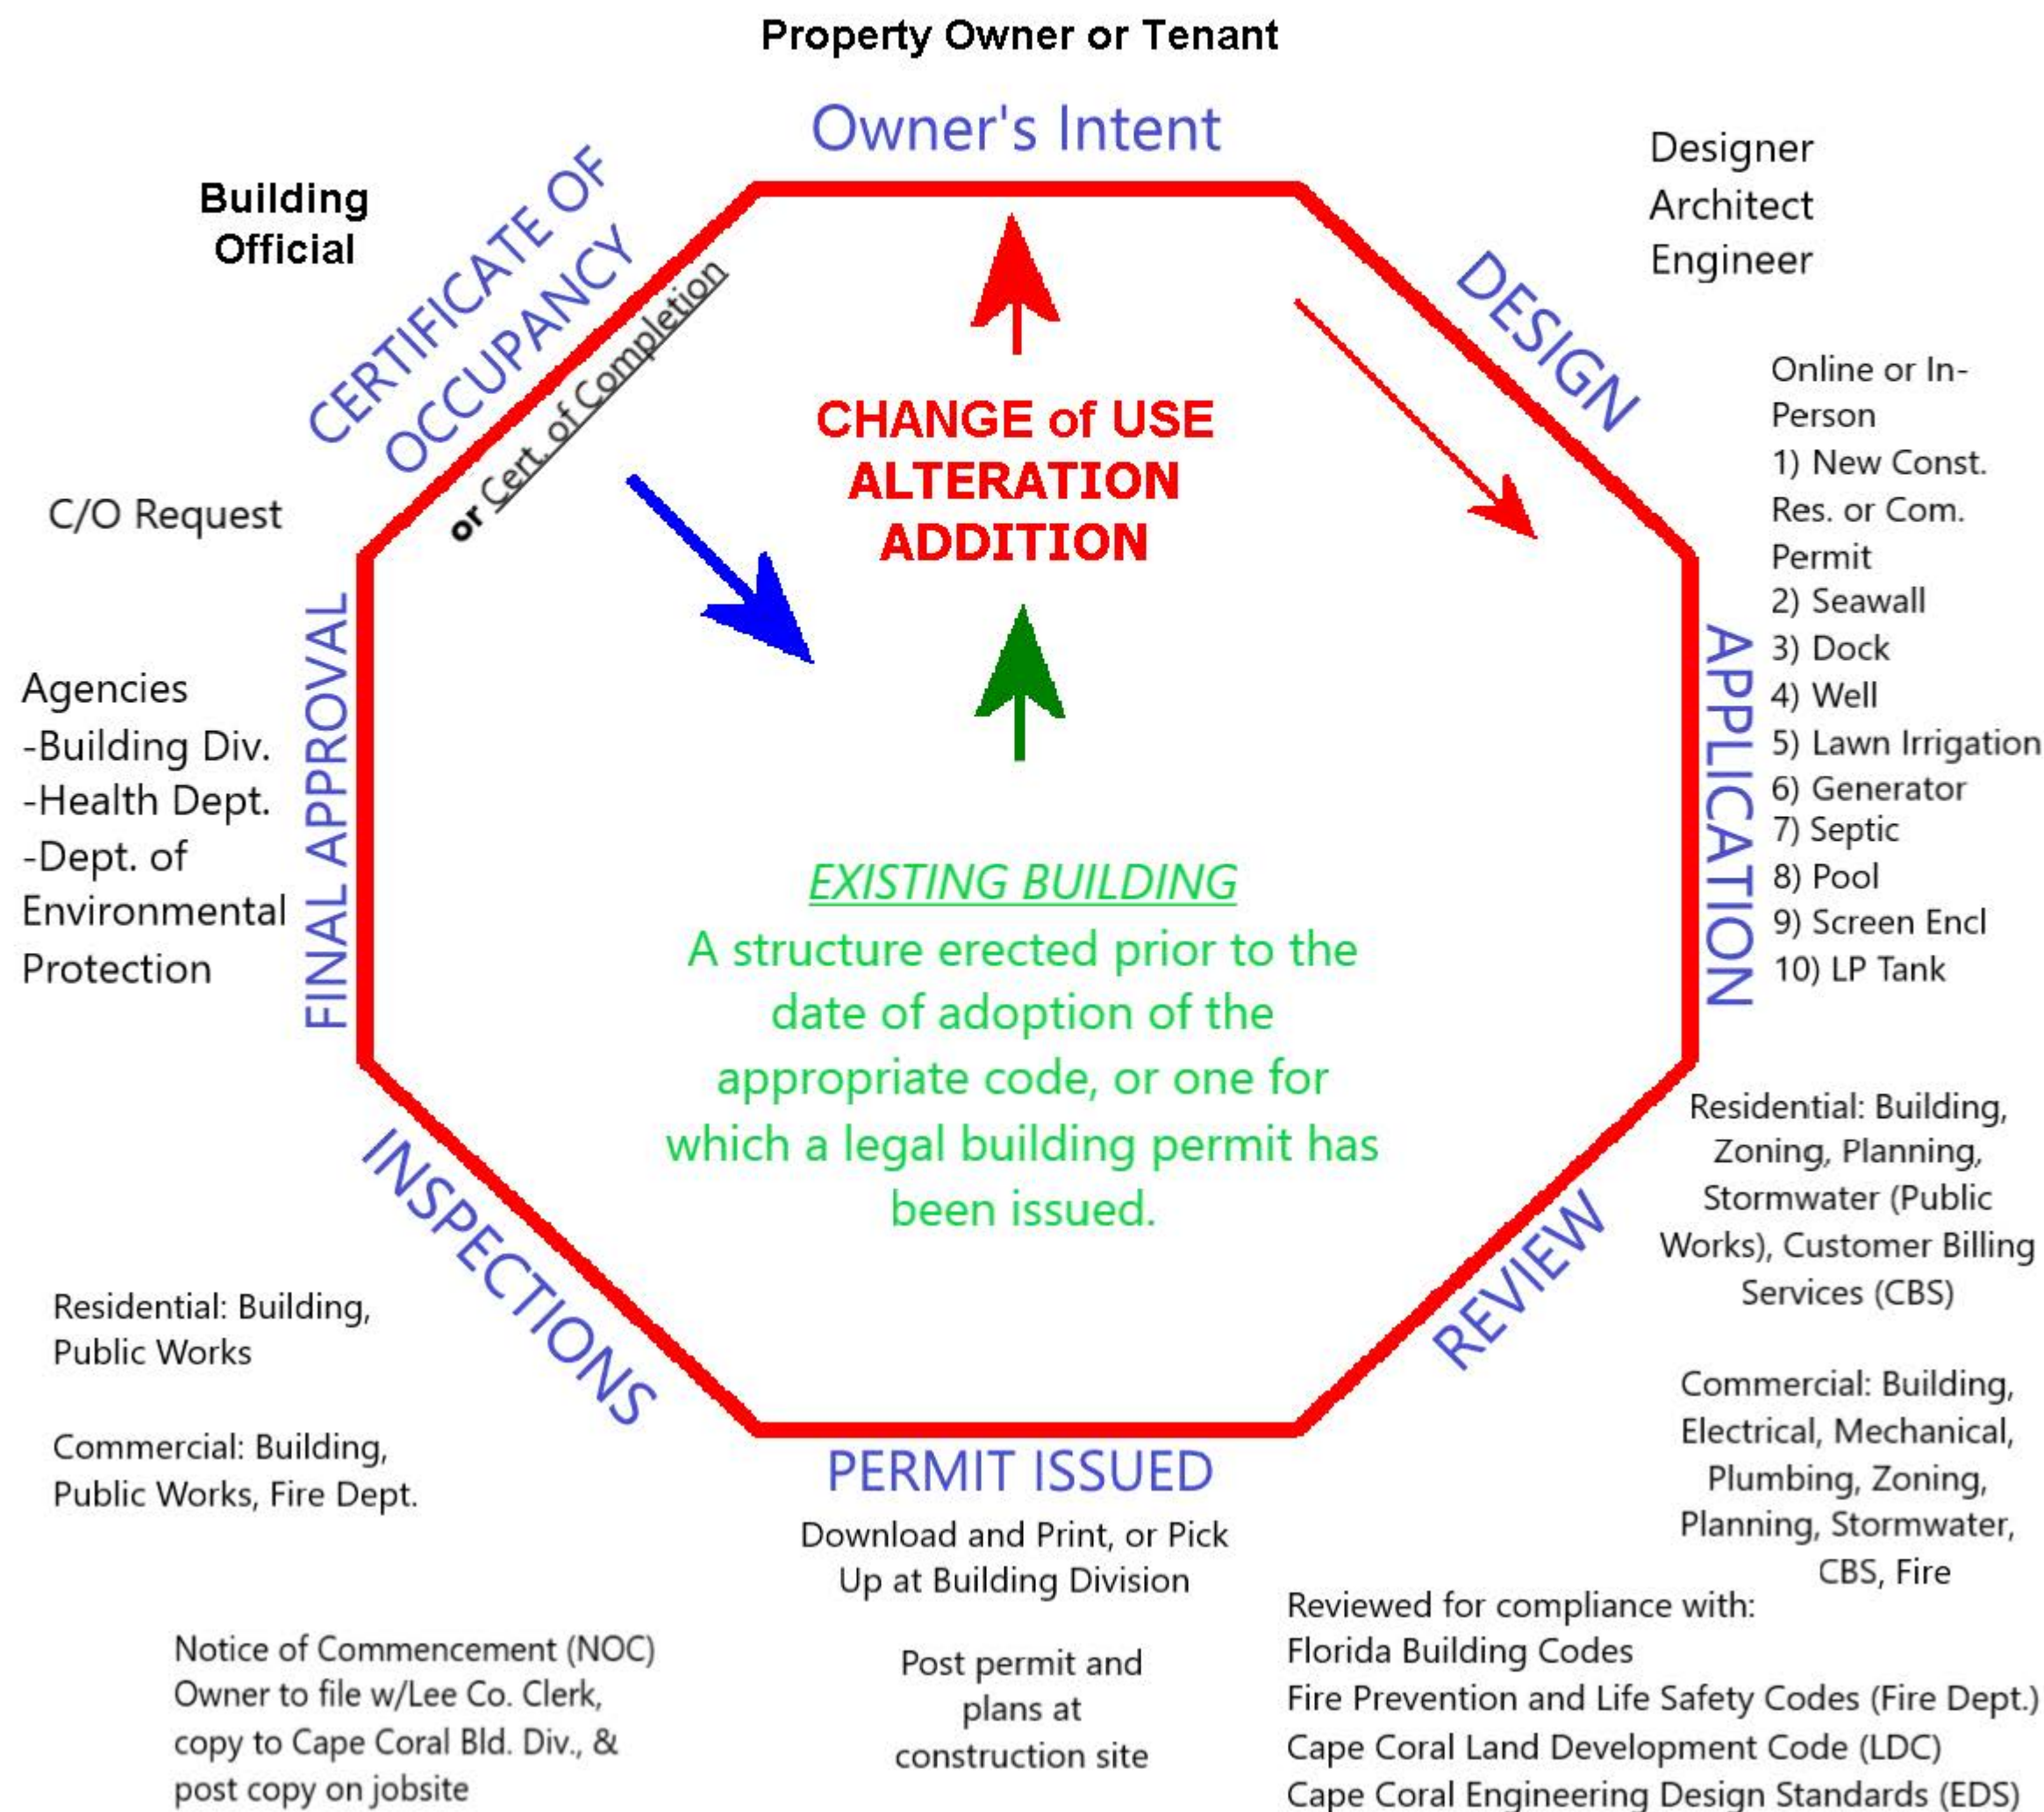 Property Owner or Tenant
Owner's Intent
Designer
Architect
Engineer
DESIGN
Online or In-
Person
1) New Const.
Res. or Com.
Permit
2) Seawall
3) Dock
4) Well
5) Lawn Irrigation
6) Generator
7) Septic
8) Pool
9) Screen Encl
10) LP Tank
APPLICATION
Residential: Building,
Zoning, Planning,
Stormwater (Public
Works), Customer Billing
Services (CBS)
REVIEW
Commercial: Building,
Electrical, Mechanical,
Plumbing, Zoning,
Planning, Stormwater,
CBS, Fire
Reviewed for compliance with:
Florida Building Codes
Fire Prevention and Life Safety Codes (Fire Dept.)
Cape Coral Land Development Code (LDC)
Cape Coral Engineering Design Standards (EDS)
PERMIT ISSUED
Download and Print, or Pick
Up at Building Division
Post permit and
plans at
construction site
Notice of Commencement (NOC)
Owner to file w/Lee Co. Clerk,
copy to Cape Coral Bld. Div., &
post copy on jobsite
INSPECTIONS
Residential: Building,
Public Works
Commercial: Building,
Public Works, Fire Dept.
FINAL APPROVAL
Agencies
-Building Div.
-Health Dept.
-Dept. of
Environmental
Protection
C/O Request
Building
Official
CERTIFICATE OF
OCCUPANCY
or Cert. of Completion
CHANGE of USE
ALTERATION
ADDITION
EXISTING BUILDING
A structure erected prior to the
date of adoption of the
appropriate code, or one for
which a legal building permit has
been issued.